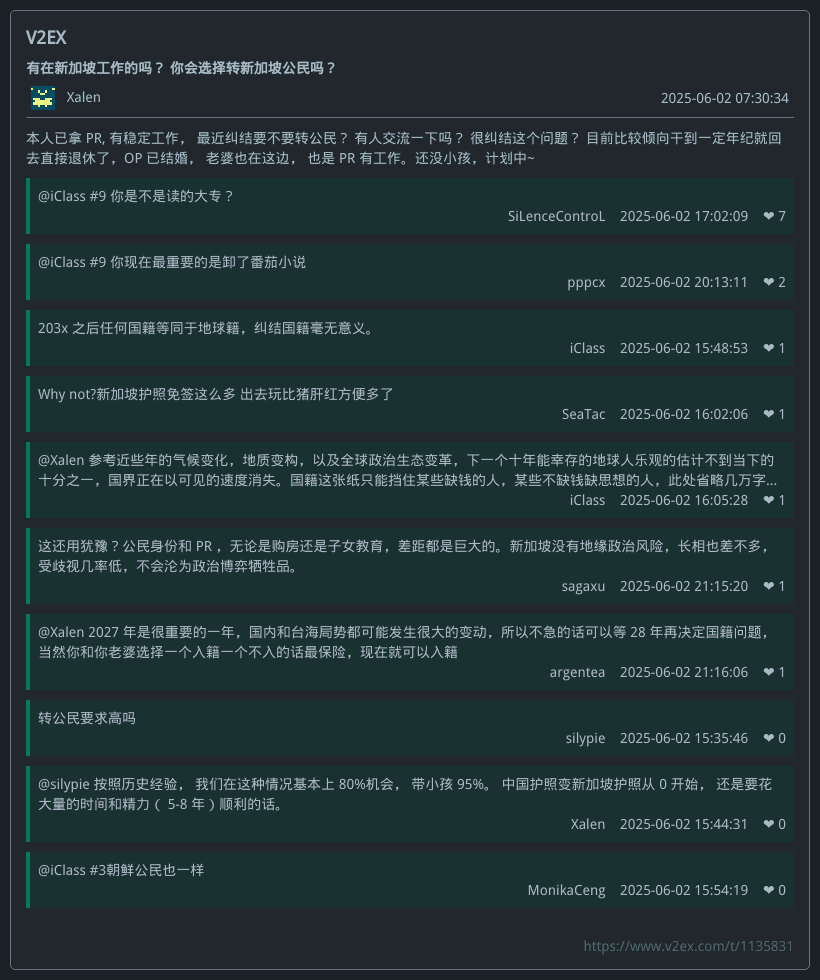 V2EX
有在新加坡工作的吗？ 你会选择转新加坡公民吗？
Xalen 2025-06-02 07:30:34
本人已拿 PR, 有稳定工作， 最近纠结要不要转公民？ 有人交流一下吗？ 很纠结这个问题？ 目前比较倾向干到一定年纪就回
去直接退休了，OP 已结婚， 老婆也在这边， 也是 PR 有工作。还没小孩，计划中~
@iClass #9 你是不是读的大专？
SiLenceControL 2025-06-02 17:02:09 ❤ 7
@iClass #9 你现在最重要的是卸了番茄小说
pppcx 2025-06-02 20:13:11 ❤ 2
203x 之后任何国籍等同于地球籍，纠结国籍毫无意义。
iClass 2025-06-02 15:48:53 ❤ 1
Why not?新加坡护照免签这么多 出去玩比猪肝红方便多了
SeaTac 2025-06-02 16:02:06 ❤ 1
@Xalen 参考近些年的气候变化，地质变构，以及全球政治生态变革，下一个十年能幸存的地球人乐观的估计不到当下的
十分之一，国界正在以可见的速度消失。国籍这张纸只能挡住某些缺钱的人，某些不缺钱缺思想的人，此处省略几万字...
iClass 2025-06-02 16:05:28 ❤ 1
这还用犹豫？公民身份和 PR ，无论是购房还是子女教育，差距都是巨大的。新加坡没有地缘政治风险，长相也差不多，
受歧视几率低，不会沦为政治博弈牺牲品。
sagaxu 2025-06-02 21:15:20 ❤ 1
@Xalen 2027 年是很重要的一年，国内和台海局势都可能发生很大的变动，所以不急的话可以等 28 年再决定国籍问题，
当然你和你老婆选择一个入籍一个不入的话最保险，现在就可以入籍
argentea 2025-06-02 21:16:06 ❤ 1
转公民要求高吗
silypie 2025-06-02 15:35:46 ❤ 0
@silypie 按照历史经验， 我们在这种情况基本上 80%机会， 带小孩 95%。 中国护照变新加坡护照从 0 开始， 还是要花
大量的时间和精力（ 5-8 年）顺利的话。
Xalen 2025-06-02 15:44:31 ❤ 0
@iClass #3朝鲜公民也一样
MonikaCeng 2025-06-02 15:54:19 ❤ 0
https://www.v2ex.com/t/1135831